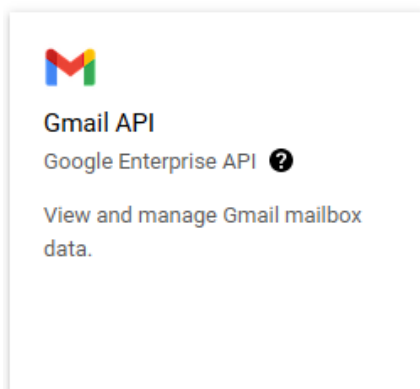 Gmail API
Google Enterprise API
View and manage Gmail mailbox
data.